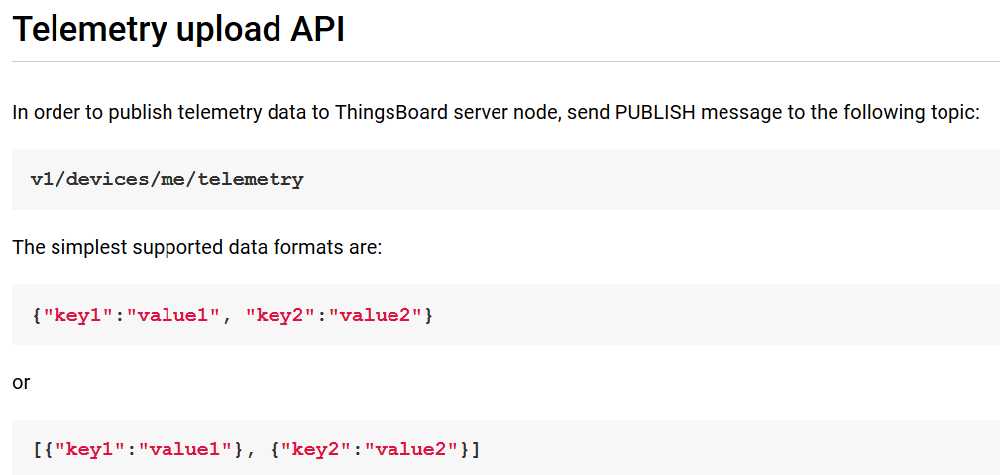 Telemetry upload API
In order to publish telemetry data to ThingsBoard server node, send PUBLISH message to the following topic:
v1/devices/me/telemetry
The simplest supported data formats are:
{"key1":"value1", "key2":"value2"}
or
[{"key1":"value1"}, {"key2":"value2"}]